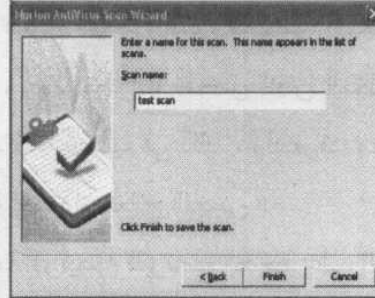 Norton AntiVirus Scan Wizard
Enter a name for this scan. This name appears in the list of
scans.
Scan name:
test scan
Click Finish to save the scan.
< Back Finish Cancel